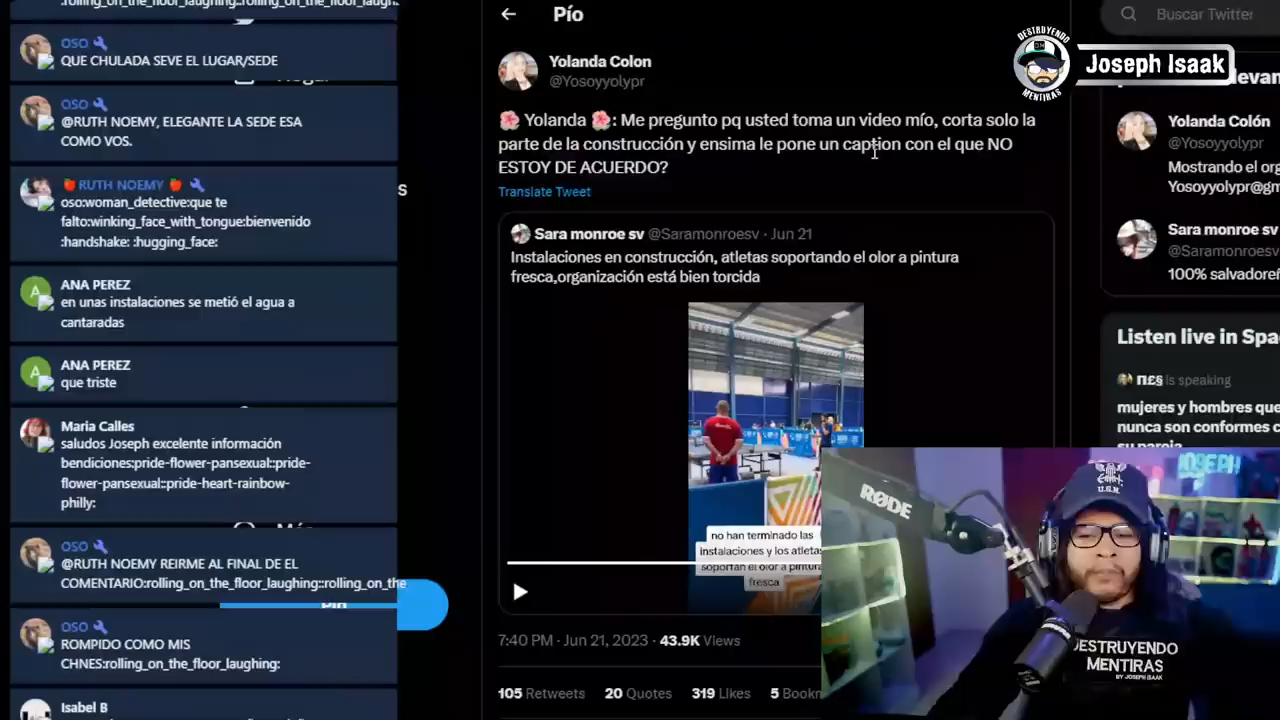 OSO
QUE CHULADA SEVE EL LUGAR/SEDE
OSO
@RUTH NOEMY, ELEGANTE LA SEDE ESA
COMO VOS.
RUTH NOEMY
oso:woman_detective:que te
falto:winking_face_with_tongue:bienvenido
:handshake: :hugging_face:
ANA PEREZ
en unas instalaciones se metió el agua a
cantaradas
ANA PEREZ
que triste
Maria Calles
saludos Joseph excelente información
bendiciones:pride-flower-pansexual::pride-
flower-pansexual::pride-heart-rainbow-
philly:
OSO
@RUTH NOEMY REIRME AL FINAL DE EL
COMENTARIO:rolling_on_the_floor_laughing::rolling_on_the
OSO
ROMPIDO COMO MIS
CHNES:rolling_on_the_floor_laughing:
Isabel B
Pío
Yolanda Colon
@Yosoyyolypr
🌺 Yolanda 🌺: Me pregunto pq usted toma un video mío, corta solo la
parte de la construcción y ensima le pone un caption con el que NO
ESTOY DE ACUERDO?
Translate Tweet
Sara monroe sv @Saramonroesv · Jun 21
Instalaciones en construcción, atletas soportando el olor a pintura
fresca,organización está bien torcida
no han terminado las
instalaciones y los atletas
soportan el olor a pintura
fresca
7:40 PM · Jun 21, 2023 · 43.9K Views
105 Retweets 20 Quotes 319 Likes 5 Bookm
Buscar Twitter
DESTRUYENDO
MENTIRAS
Joseph Isaak
Yolanda Colón
@Yosoyyolypr
Mostrando el org
Yosoyyolypr@gm
Sara monroe sv
@Saramonroesv
100% salvadoreñ
Listen live in Spa
is speaking
mujeres y hombres que
nunca son conformes c
su pareja
RØDE
JOSEPH
U.S.N.
DESTRUYENDO
MENTIRAS
BY JOSEPH ISAAK